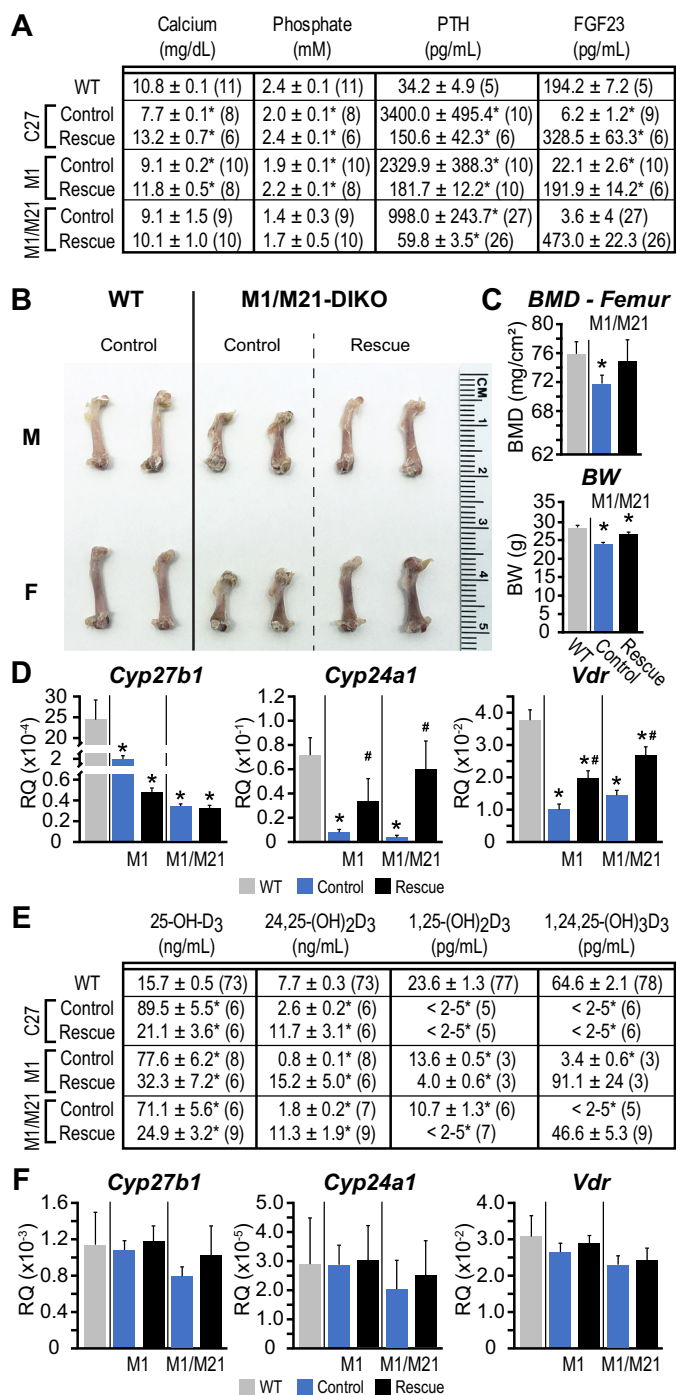 A
Calcium (mg/dL) Phosphate (mM) PTH (pg/mL) FGF23 (pg/mL)
WT 10.8 ± 0.1 (11) 2.4 ± 0.1 (11) 34.2 ± 4.9 (5) 194.2 ± 7.2 (5)
C27
Control 7.7 ± 0.1* (8) 2.0 ± 0.1* (8) 3400.0 ± 495.4* (10) 6.2 ± 1.2* (9)
Rescue 13.2 ± 0.7* (6) 2.4 ± 0.1* (6) 150.6 ± 42.3* (6) 328.5 ± 63.3* (6)
M1
Control 9.1 ± 0.2* (10) 1.9 ± 0.1* (10) 2329.9 ± 388.3* (10) 22.1 ± 2.6* (10)
Rescue 11.8 ± 0.5* (8) 2.2 ± 0.1* (8) 181.7 ± 12.2* (10) 191.9 ± 14.2* (6)
M1/M21
Control 9.1 ± 1.5 (9) 1.4 ± 0.3 (9) 998.0 ± 243.7* (27) 3.6 ± 4 (27)
Rescue 10.1 ± 1.0 (10) 1.7 ± 0.5 (10) 59.8 ± 3.5* (26) 473.0 ± 22.3 (26)
B
WT M1/M21-DIKO
Control Control Rescue
M
F
CM
1
2
3
4
5
C
BMD - Femur
M1/M21
BMD (mg/cm²)
80
76
72
68
62
*
BW
M1/M21
BW (g)
35
30
25
20
15
0
* *
WT Control Rescue
D
Cyp27b1
RQ (x10⁻⁴)
30
25
20
2
0.6
0.4
0.2
0
* * * *
M1 M1/M21
Cyp24a1
RQ (x10⁻¹)
1.2
1.0
0.8
0.6
0.4
0.2
0
* # * #
M1 M1/M21
Vdr
RQ (x10⁻²)
4.0
3.0
2.0
1.0
0
* *# * *#
M1 M1/M21
WT Control Rescue
E
25-OH-D₃ (ng/mL) 24,25-(OH)₂D₃ (ng/mL) 1,25-(OH)₂D₃ (pg/mL) 1,24,25-(OH)₃D₃ (pg/mL)
WT 15.7 ± 0.5 (73) 7.7 ± 0.3 (73) 23.6 ± 1.3 (77) 64.6 ± 2.1 (78)
C27
Control 89.5 ± 5.5* (6) 2.6 ± 0.2* (6) < 2-5* (5) < 2-5* (6)
Rescue 21.1 ± 3.6* (6) 11.7 ± 3.1* (6) < 2-5* (5) < 2-5* (6)
M1
Control 77.6 ± 6.2* (8) 0.8 ± 0.1* (8) 13.6 ± 0.5* (3) 3.4 ± 0.6* (3)
Rescue 32.3 ± 7.2* (6) 15.2 ± 5.0* (6) 4.0 ± 0.6* (3) 91.1 ± 24 (3)
M1/M21
Control 71.1 ± 5.6* (6) 1.8 ± 0.2* (7) 10.7 ± 1.3* (6) < 2-5* (5)
Rescue 24.9 ± 3.2* (9) 11.3 ± 1.9* (9) < 2-5* (7) 46.6 ± 5.3 (9)
F
Cyp27b1
RQ (x10⁻³)
1.6
1.2
0.8
0.4
0
M1 M1/M21
Cyp24a1
RQ (x10⁻⁵)
5.0
4.0
3.0
2.0
1.0
0
M1 M1/M21
Vdr
RQ (x10⁻²)
4.0
3.0
2.0
1.0
0
M1 M1/M21
WT Control Rescue